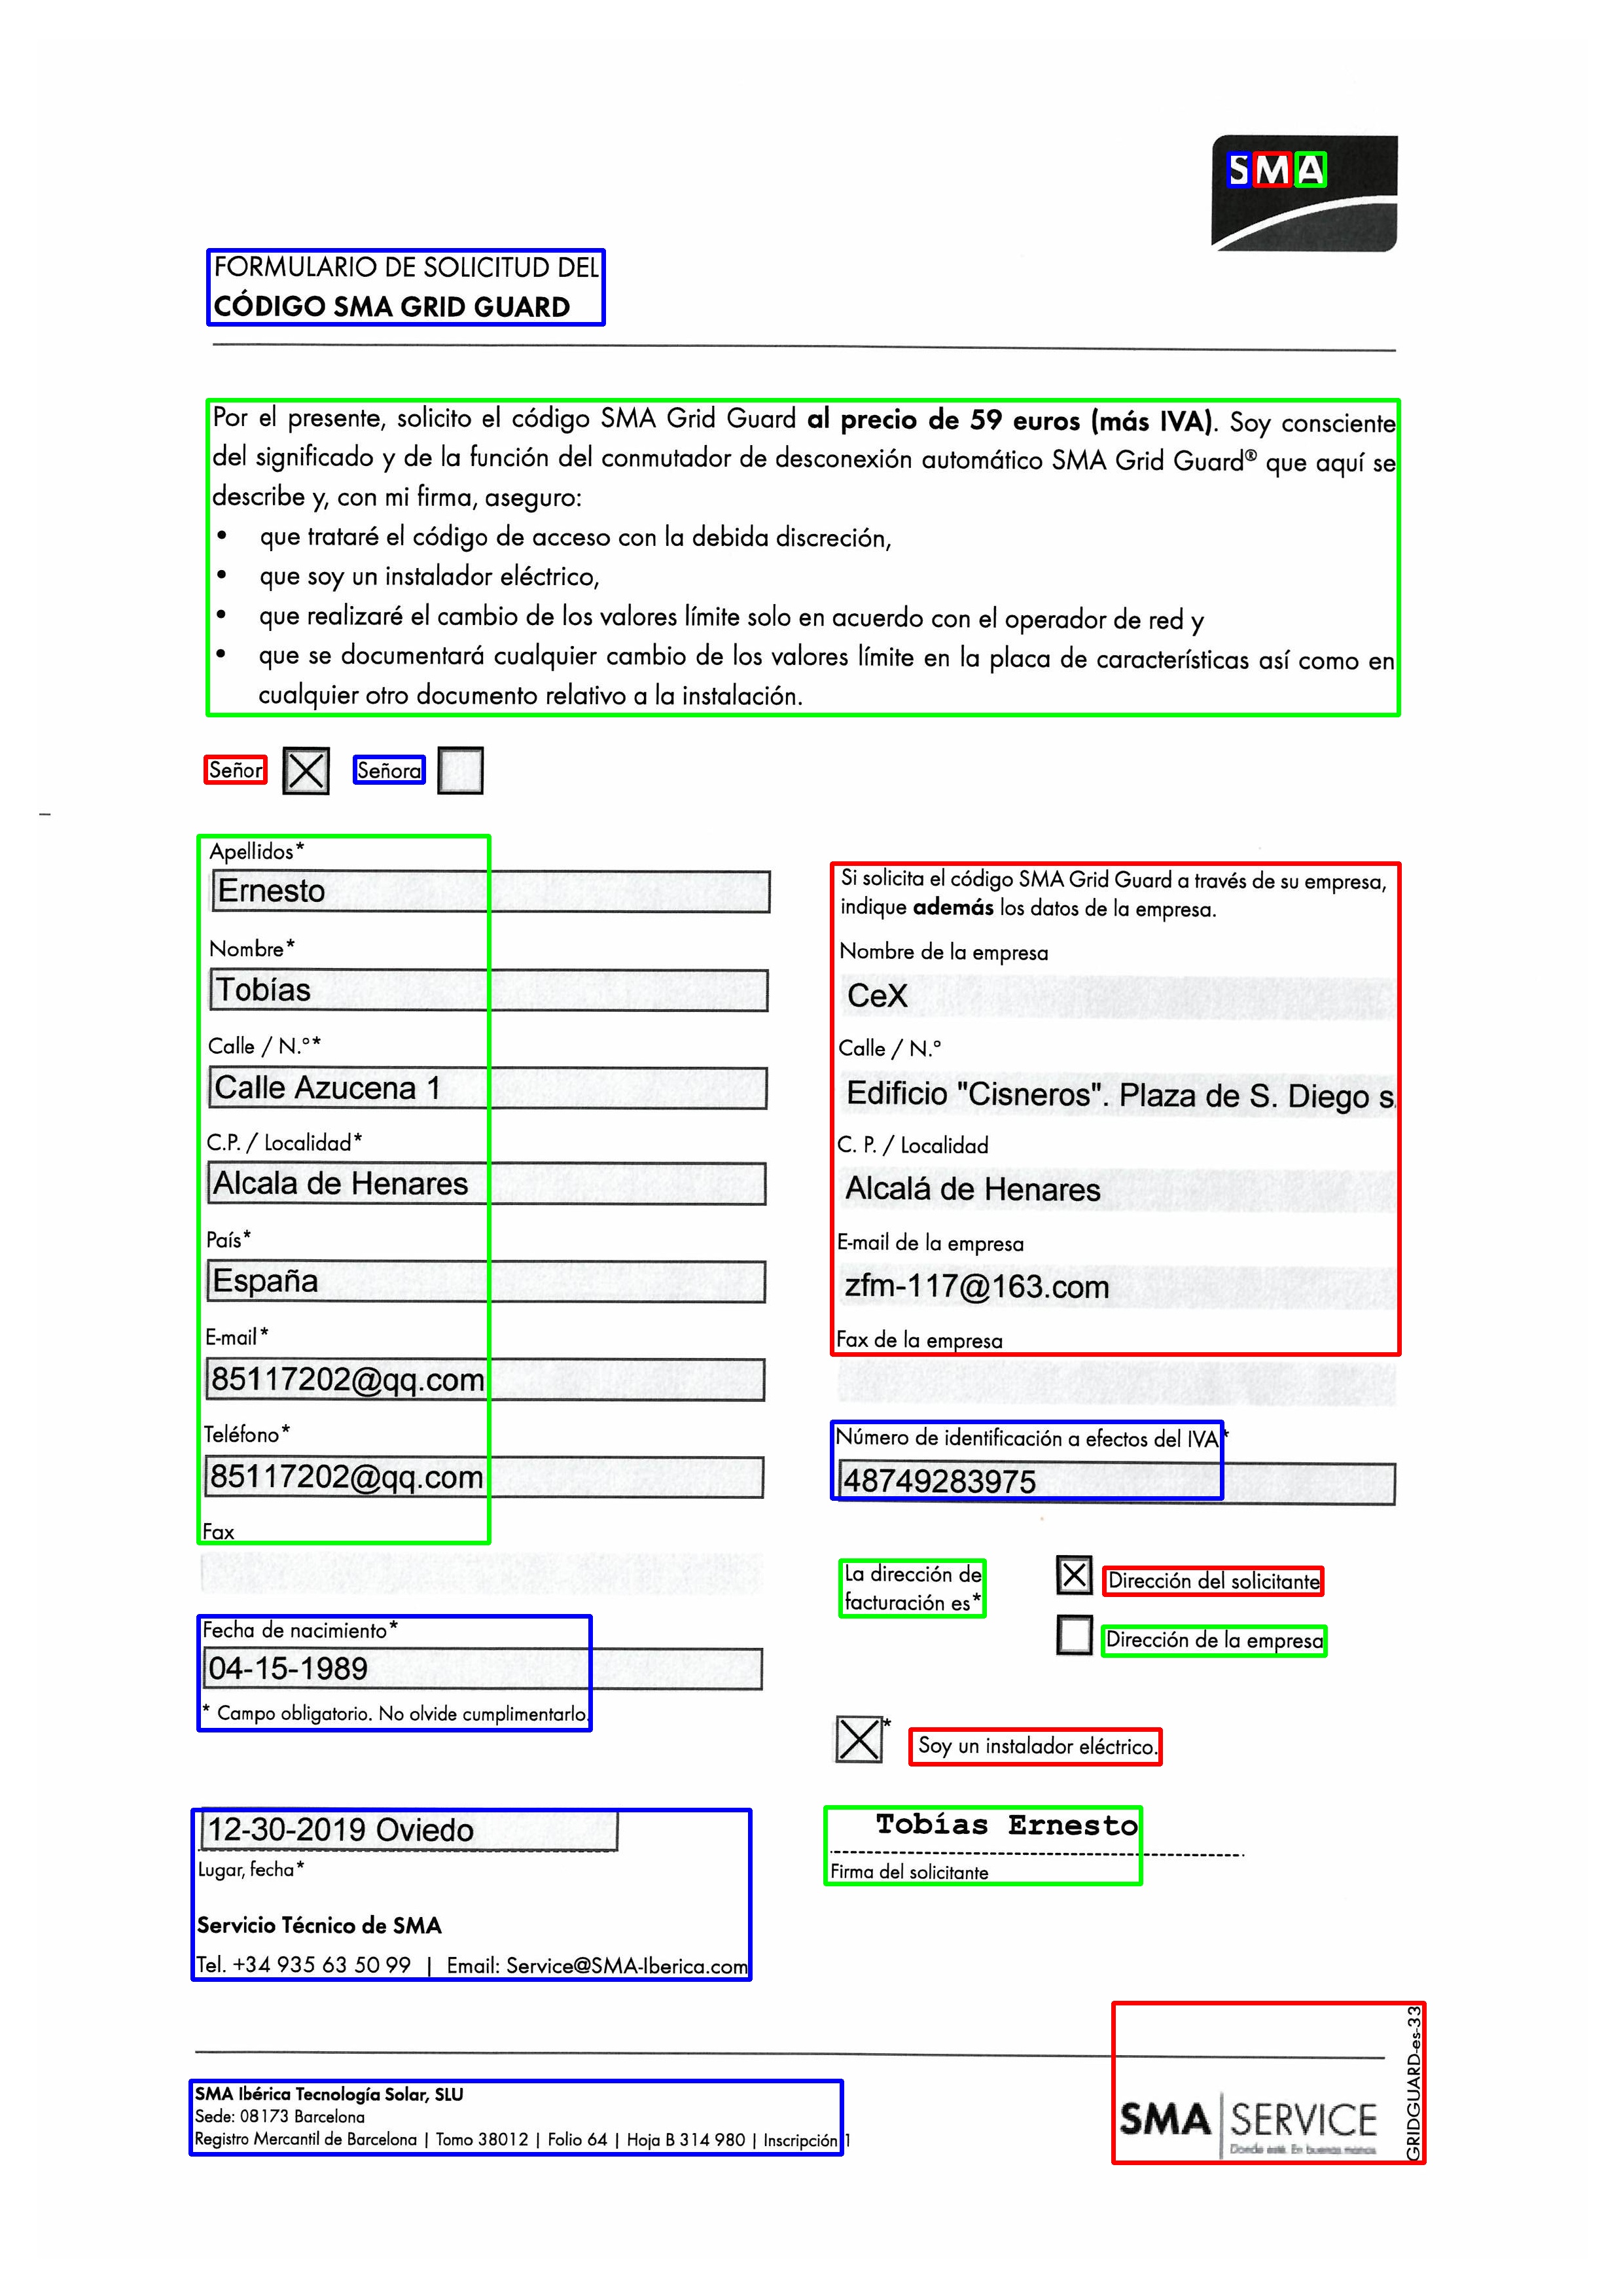 SMA
FORMULARIO DE SOLICITUD DEL
CÓDIGO SMA GRID GUARD
Por el presente, solicito el código SMA Grid Guard al precio de 59 euros (más IVA). Soy consciente
del significado y de la función del conmutador de desconexión automático SMA Grid Guard® que aquí se
describe y, con mi firma, aseguro:
• que trataré el código de acceso con la debida discreción,
• que soy un instalador eléctrico,
• que realizaré el cambio de los valores límite solo en acuerdo con el operador de red y
• que se documentará cualquier cambio de los valores límite en la placa de características así como en
cualquier otro documento relativo a la instalación.
Señor Señora
Apellidos*
Ernesto
Nombre*
Tobías
Calle / N.º*
Calle Azucena 1
C.P. / Localidad*
Alcala de Henares
País*
España
E-mail*
85117202@qq.com
Teléfono*
85117202@qq.com
Fax
Fecha de nacimiento*
04-15-1989
* Campo obligatorio. No olvide cumplimentarlo.
Si solicita el código SMA Grid Guard a través de su empresa,
indique además los datos de la empresa.
Nombre de la empresa
CeX
Calle / N.º
Edificio "Cisneros". Plaza de S. Diego s.
C. P. / Localidad
Alcalá de Henares
E-mail de la empresa
zfm-117@163.com
Fax de la empresa
Número de identificación a efectos del IVA*
48749283975
La dirección de
facturación es*
Dirección del solicitante
Dirección de la empresa
* Soy un instalador eléctrico.
12-30-2019 Oviedo
Lugar, fecha*
Tobías Ernesto
Firma del solicitante
Servicio Técnico de SMA
Tel. +34 935 63 50 99 | Email: Service@SMA-Iberica.com
SMA Ibérica Tecnología Solar, SLU
Sede: 08173 Barcelona
Registro Mercantil de Barcelona | Tomo 38012 | Folio 64 | Hoja B 314 980 | Inscripción 1
SMA SERVICE
Donde esté. En buenas manos
GRIDGUARD-es-33